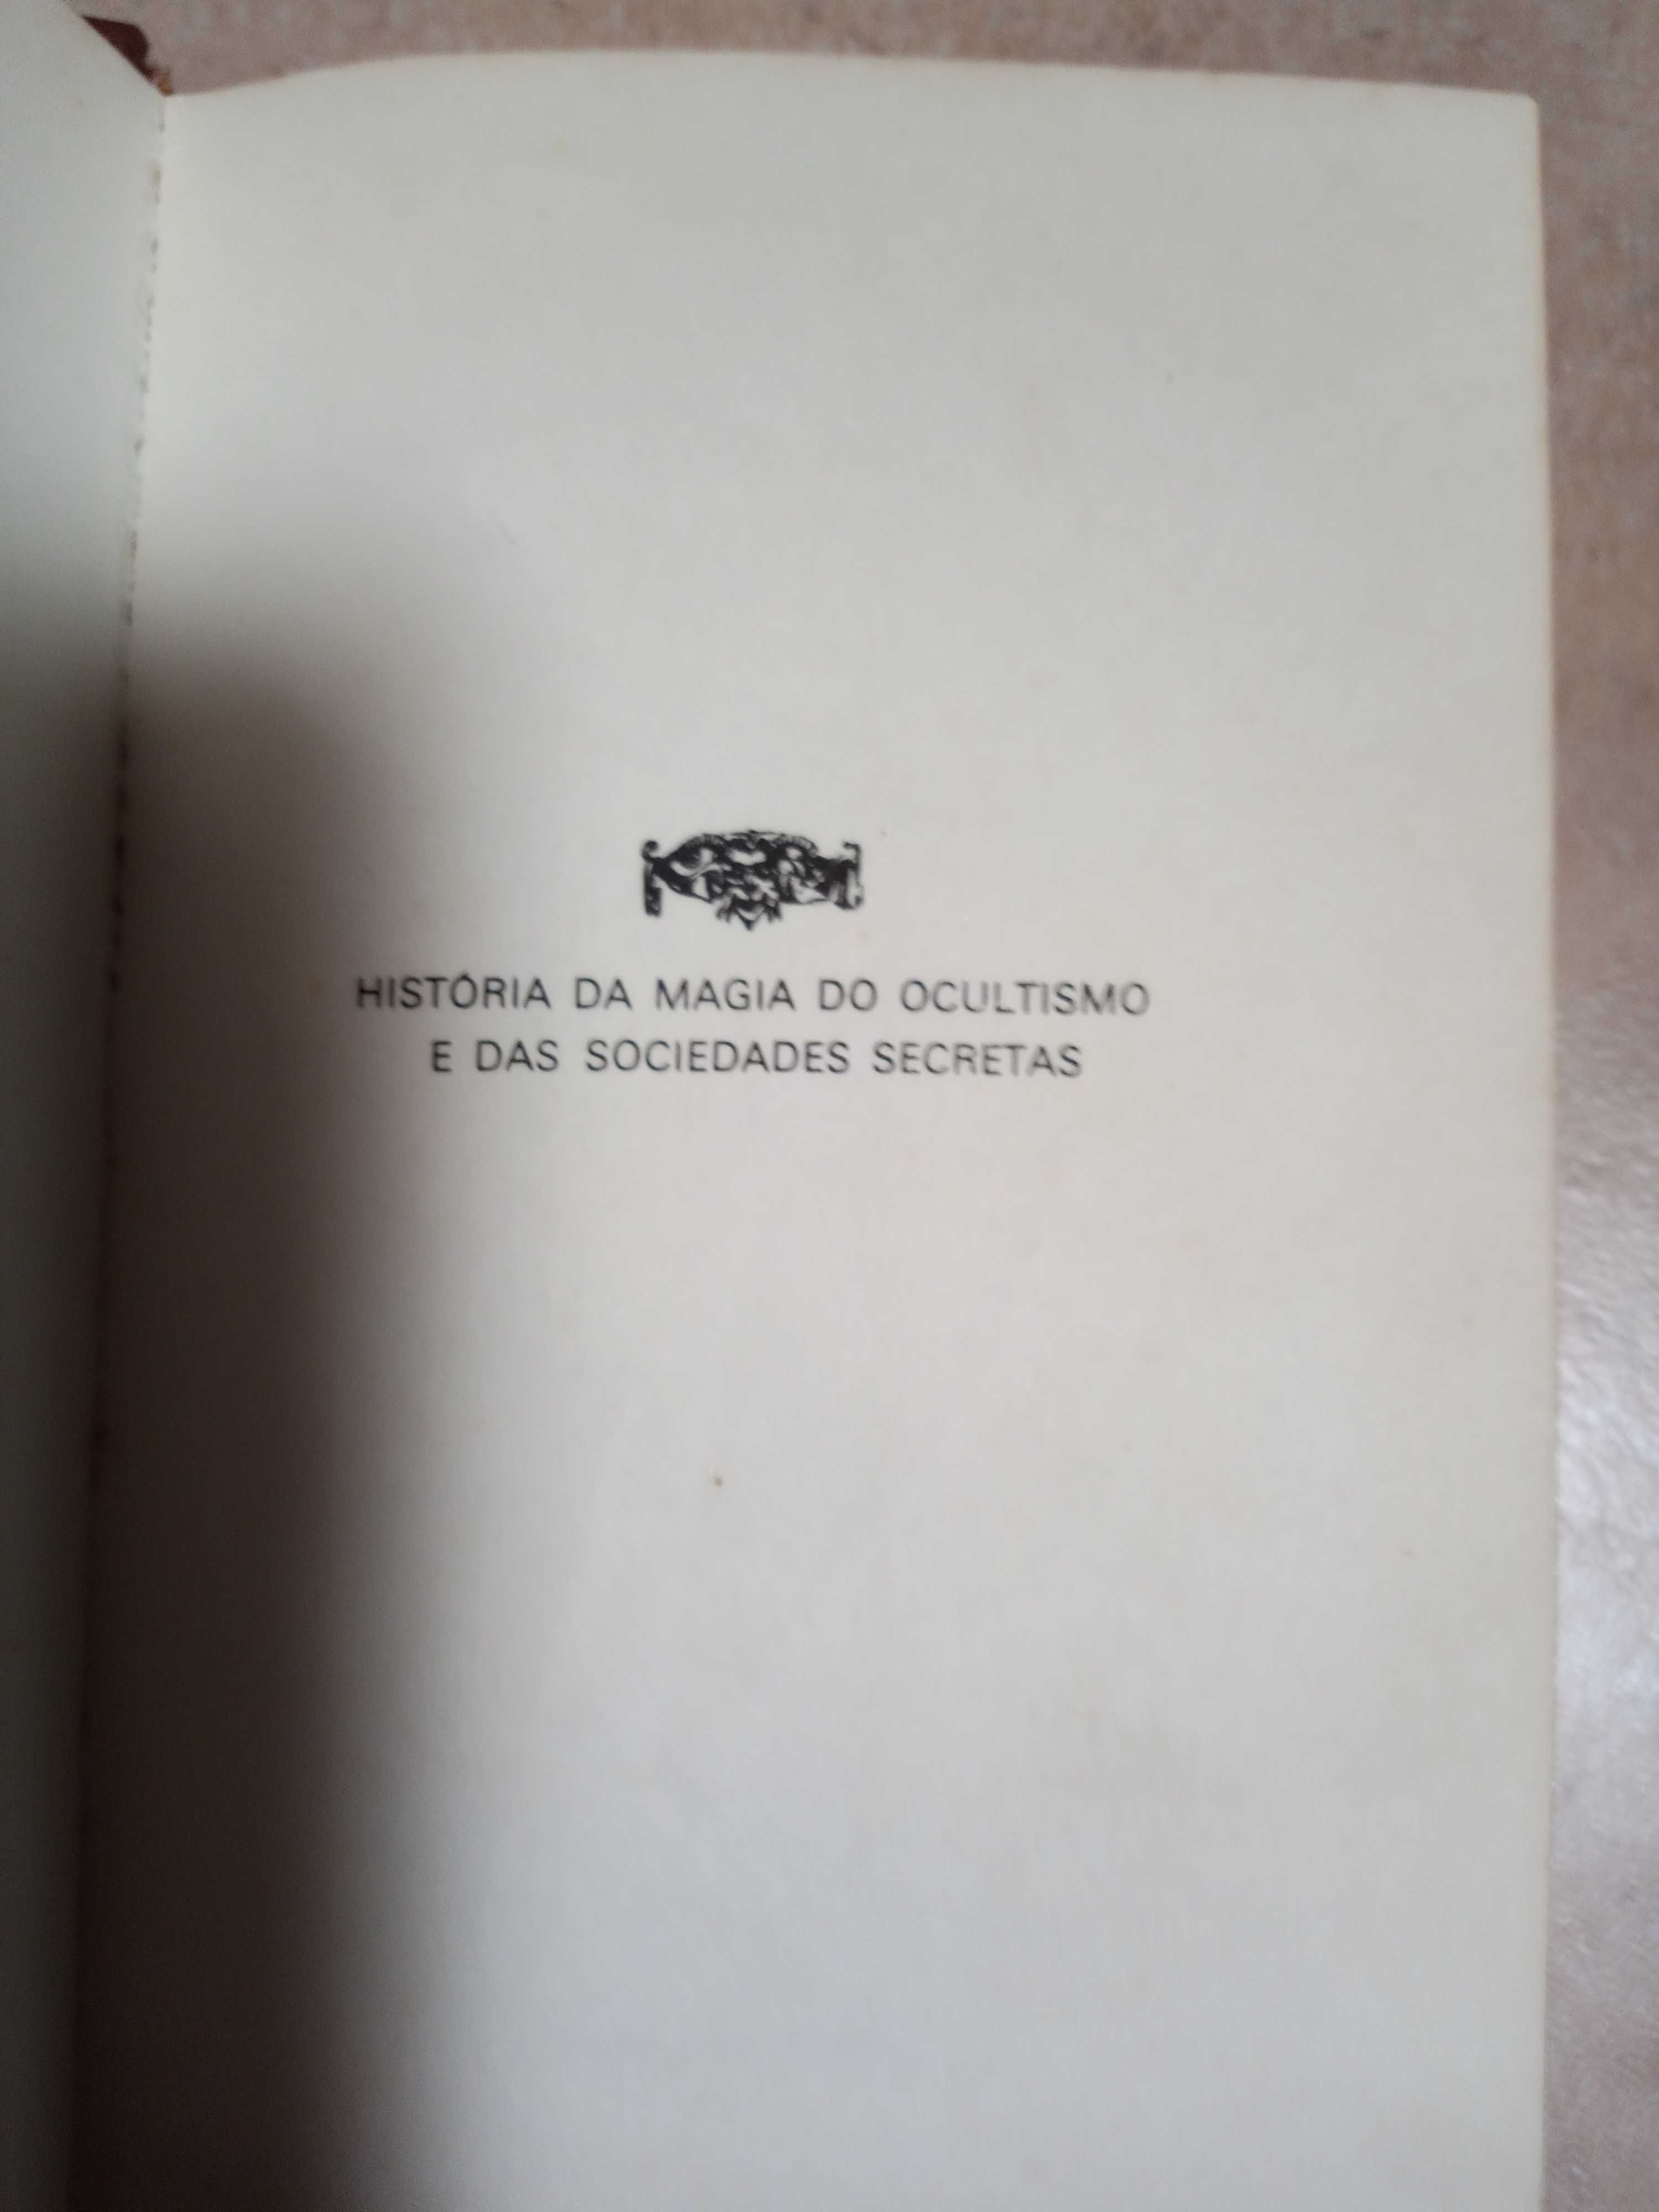 HISTÓRIA DA MAGIA DO OCULTISMO
E DAS SOCIEDADES SECRETAS